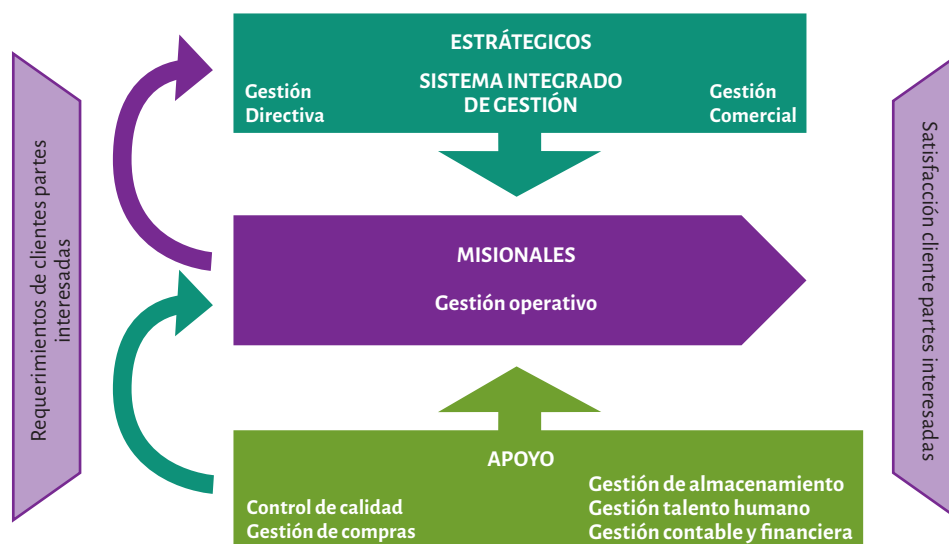 Requerimientos de clientes partes
interesadas
ESTRÁTEGICOS
SISTEMA INTEGRADO
DE GESTIÓN
Gestión
Directiva
Gestión
Comercial
MISIONALES
Gestión operativo
APOYO
Control de calidad
Gestión de compras
Gestión de almacenamiento
Gestión talento humano
Gestión contable y financiera
Satisfacción cliente partes interesadas